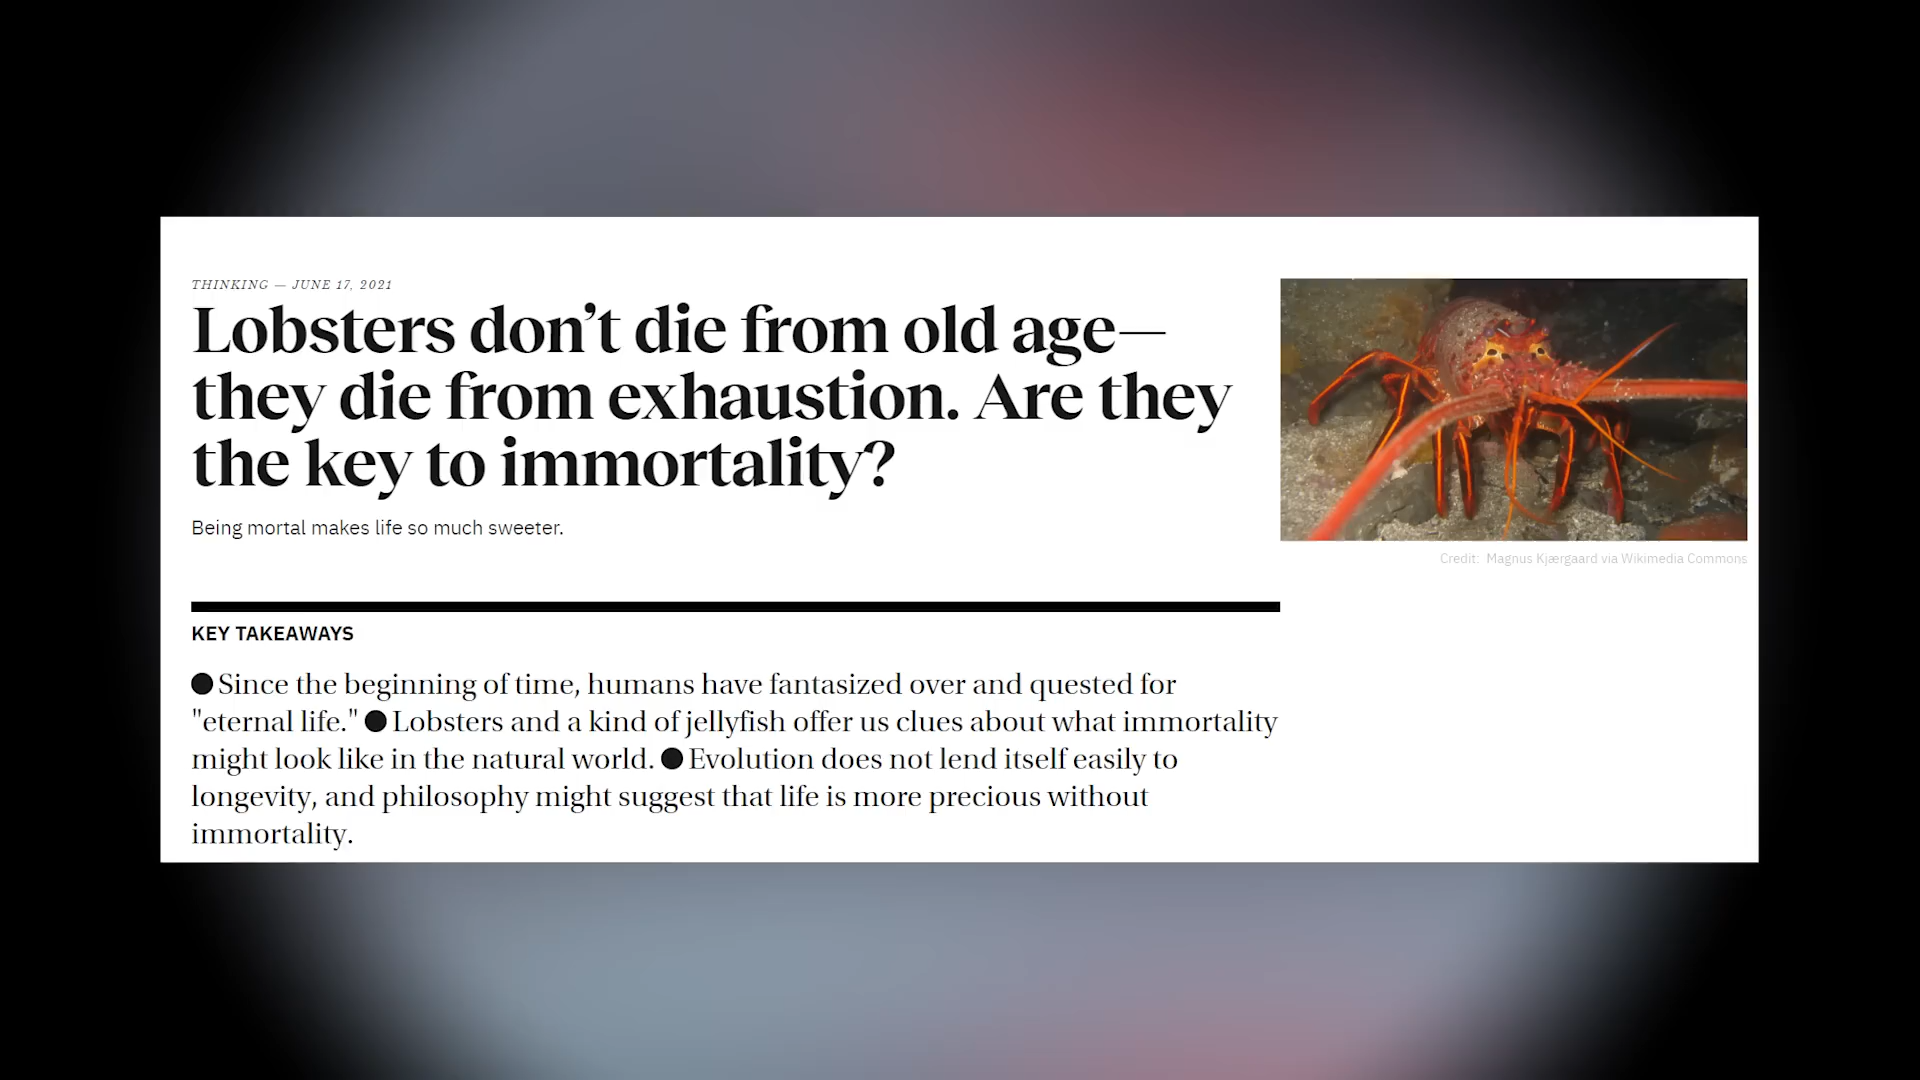 THINKING — JUNE 17, 2021
Lobsters don’t die from old age—
they die from exhaustion. Are they
the key to immortality?
Being mortal makes life so much sweeter.
Credit: Magnus Kjærgaard via Wikimedia Commons
KEY TAKEAWAYS
● Since the beginning of time, humans have fantasized over and quested for
"eternal life." ● Lobsters and a kind of jellyfish offer us clues about what immortality
might look like in the natural world. ● Evolution does not lend itself easily to
longevity, and philosophy might suggest that life is more precious without
immortality.